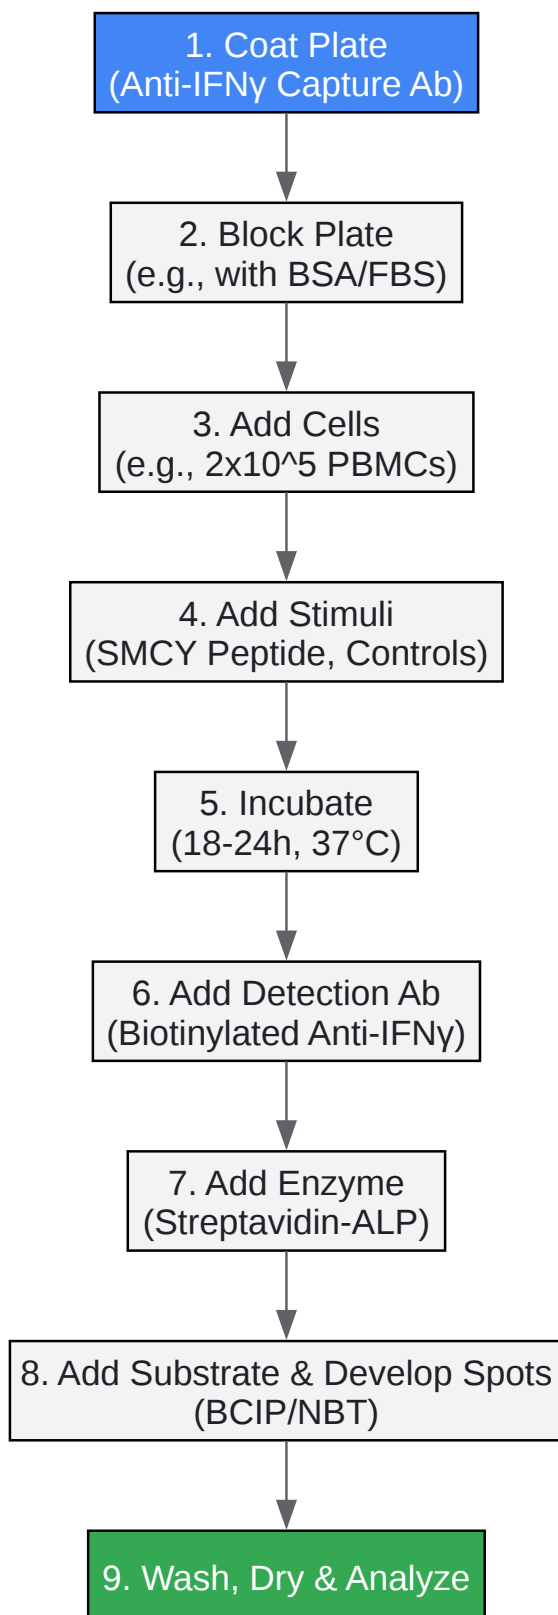 1. Coat Plate
(Anti-IFNγ Capture Ab)
2. Block Plate
(e.g., with BSA/FBS)
3. Add Cells
(e.g., 2x10^5 PBMCs)
4. Add Stimuli
(SMCY Peptide, Controls)
5. Incubate
(18-24h, 37°C)
6. Add Detection Ab
(Biotinylated Anti-IFNγ)
7. Add Enzyme
(Streptavidin-ALP)
8. Add Substrate & Develop Spots
(BCIP/NBT)
9. Wash, Dry & Analyze